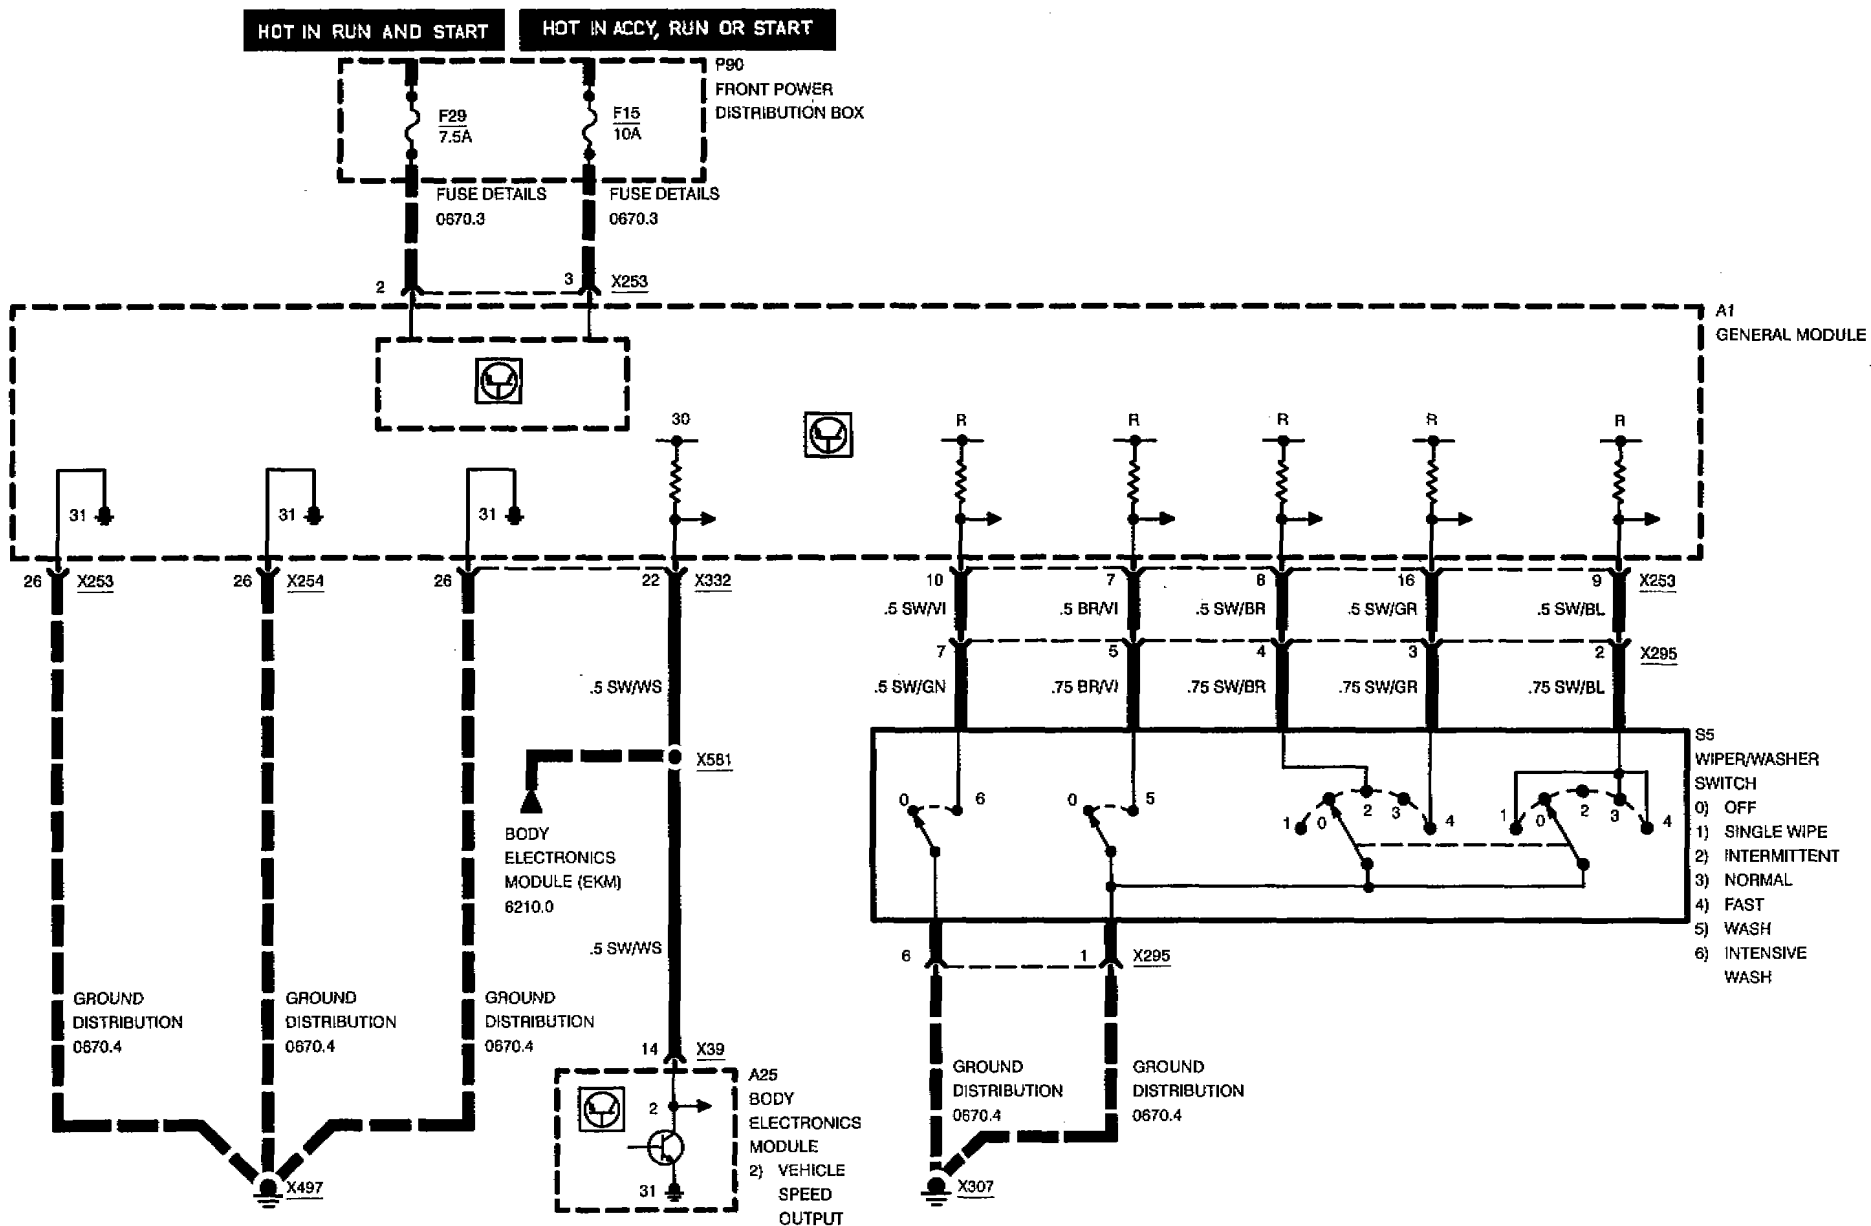 HOT IN RUN AND START
HOT IN ACCY, RUN OR START
P90
FRONT POWER
DISTRIBUTION BOX
F29
7.5A
F15
10A
FUSE DETAILS
0670.3
FUSE DETAILS
0670.3
2
3
X253
A1
GENERAL MODULE
30
R
R
R
R
R
31
31
31
26
X253
26
X254
26
22
X332
10
7
8
16
9
X253
.5 SW/VI
.5 BR/VI
.5 SW/BR
.5 SW/GR
.5 SW/BL
7
5
4
3
2
X295
.5 SW/WS
.5 SW/GN
.75 BR/VI
.75 SW/BR
.75 SW/GR
.75 SW/BL
X581
S5
WIPER/WASHER
SWITCH
0) OFF
1) SINGLE WIPE
2) INTERMITTENT
3) NORMAL
4) FAST
5) WASH
6) INTENSIVE
WASH
0
6
0
5
1
0
2
3
4
1
0
2
3
4
BODY
ELECTRONICS
MODULE (EKM)
6210.0
.5 SW/WS
6
1
X295
GROUND
DISTRIBUTION
0670.4
GROUND
DISTRIBUTION
0670.4
GROUND
DISTRIBUTION
0670.4
14
X39
GROUND
DISTRIBUTION
0670.4
GROUND
DISTRIBUTION
0670.4
A25
BODY
ELECTRONICS
MODULE
2) VEHICLE
SPEED
OUTPUT
2
31
X497
X307